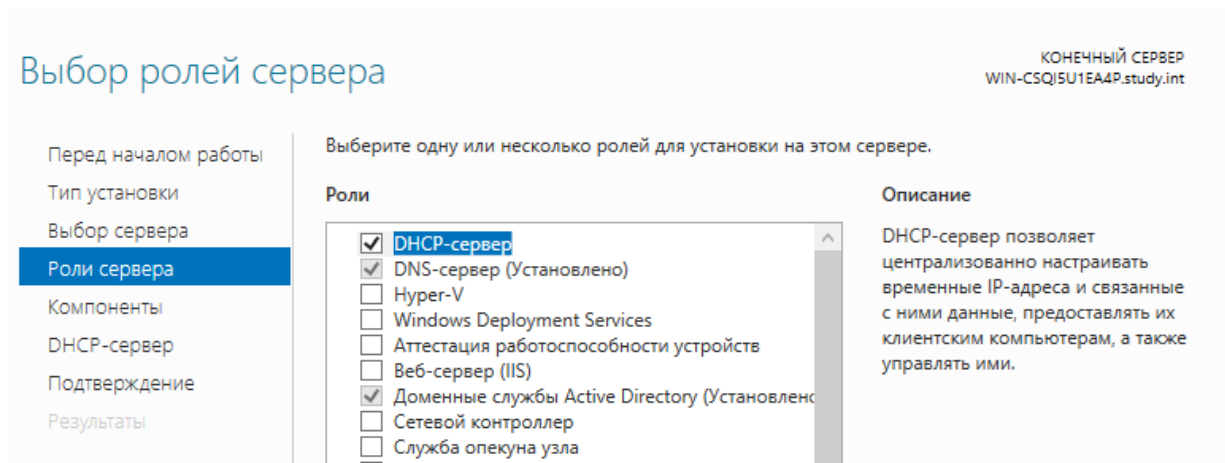 Выбор ролей сервера
КОНЕЧНЫЙ СЕРВЕР
WIN-CSQI5U1EA4P.study.int
Перед началом работы
Тип установки
Выбор сервера
Роли сервера
Компоненты
DHCP-сервер
Подтверждение
Результаты
Выберите одну или несколько ролей для установки на этом сервере.
Роли
DHCP-сервер
DNS-сервер (Установлено)
Hyper-V
Windows Deployment Services
Аттестация работоспособности устройств
Веб-сервер (IIS)
Доменные службы Active Directory (Установленс
Сетевой контроллер
Служба опекуна узла
Описание
DHCP-сервер позволяет
централизованно настраивать
временные IP-адреса и связанные
с ними данные, предоставлять их
клиентским компьютерам, а также
управлять ими.